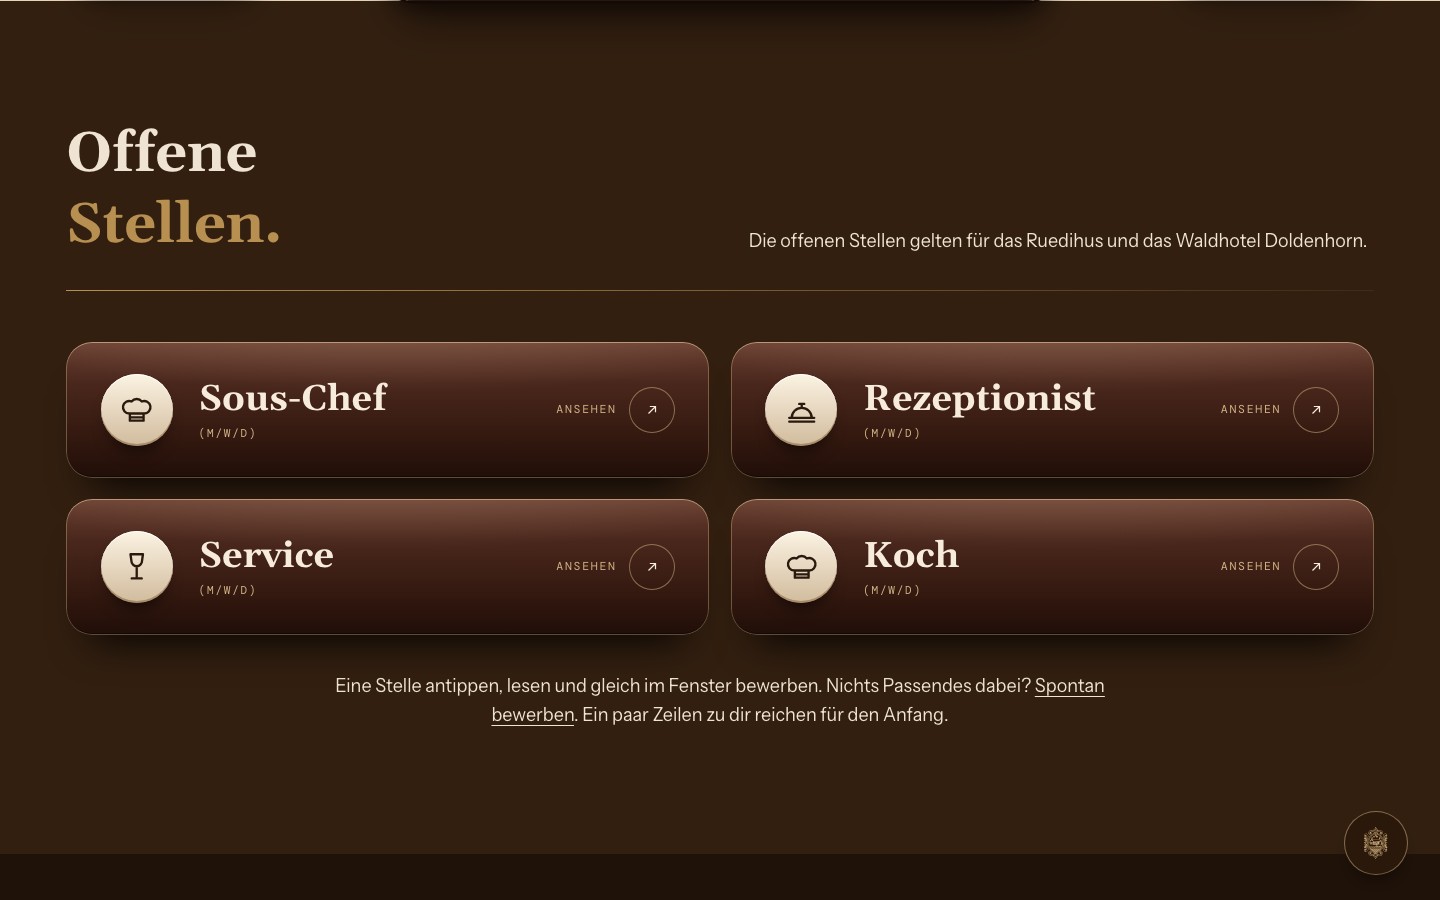 Offene
Stellen.
Die offenen Stellen gelten für das Ruedihus und das Waldhotel Doldenhorn.
Sous-Chef
(M/W/D)
ANSEHEN
Rezeptionist
(M/W/D)
ANSEHEN
Service
(M/W/D)
ANSEHEN
Koch
(M/W/D)
ANSEHEN
Eine Stelle antippen, lesen und gleich im Fenster bewerben. Nichts Passendes dabei? Spontan
bewerben. Ein paar Zeilen zu dir reichen für den Anfang.